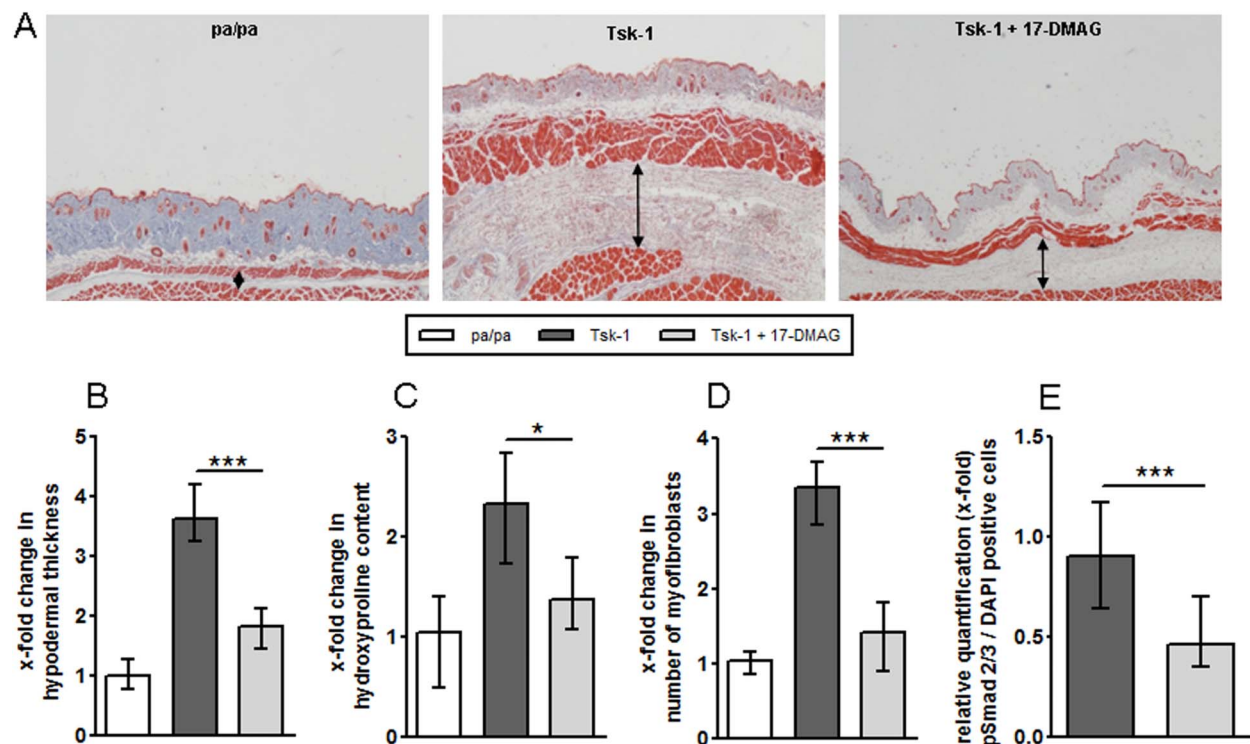 A
pa/pa
Tsk-1
Tsk-1 + 17-DMAG
pa/pa
Tsk-1
Tsk-1 + 17-DMAG
B
x-fold change in
hypodermal thickness
5
4
3
2
1
0
***
C
x-fold change in
hydroxyproline content
3
2
1
0
*
D
x-fold change in
number of myofibroblasts
4
3
2
1
0
***
E
relative quantification (x-fold)
pSmad 2/3 / DAPI positive cells
1.5
1.0
0.5
0.0
***